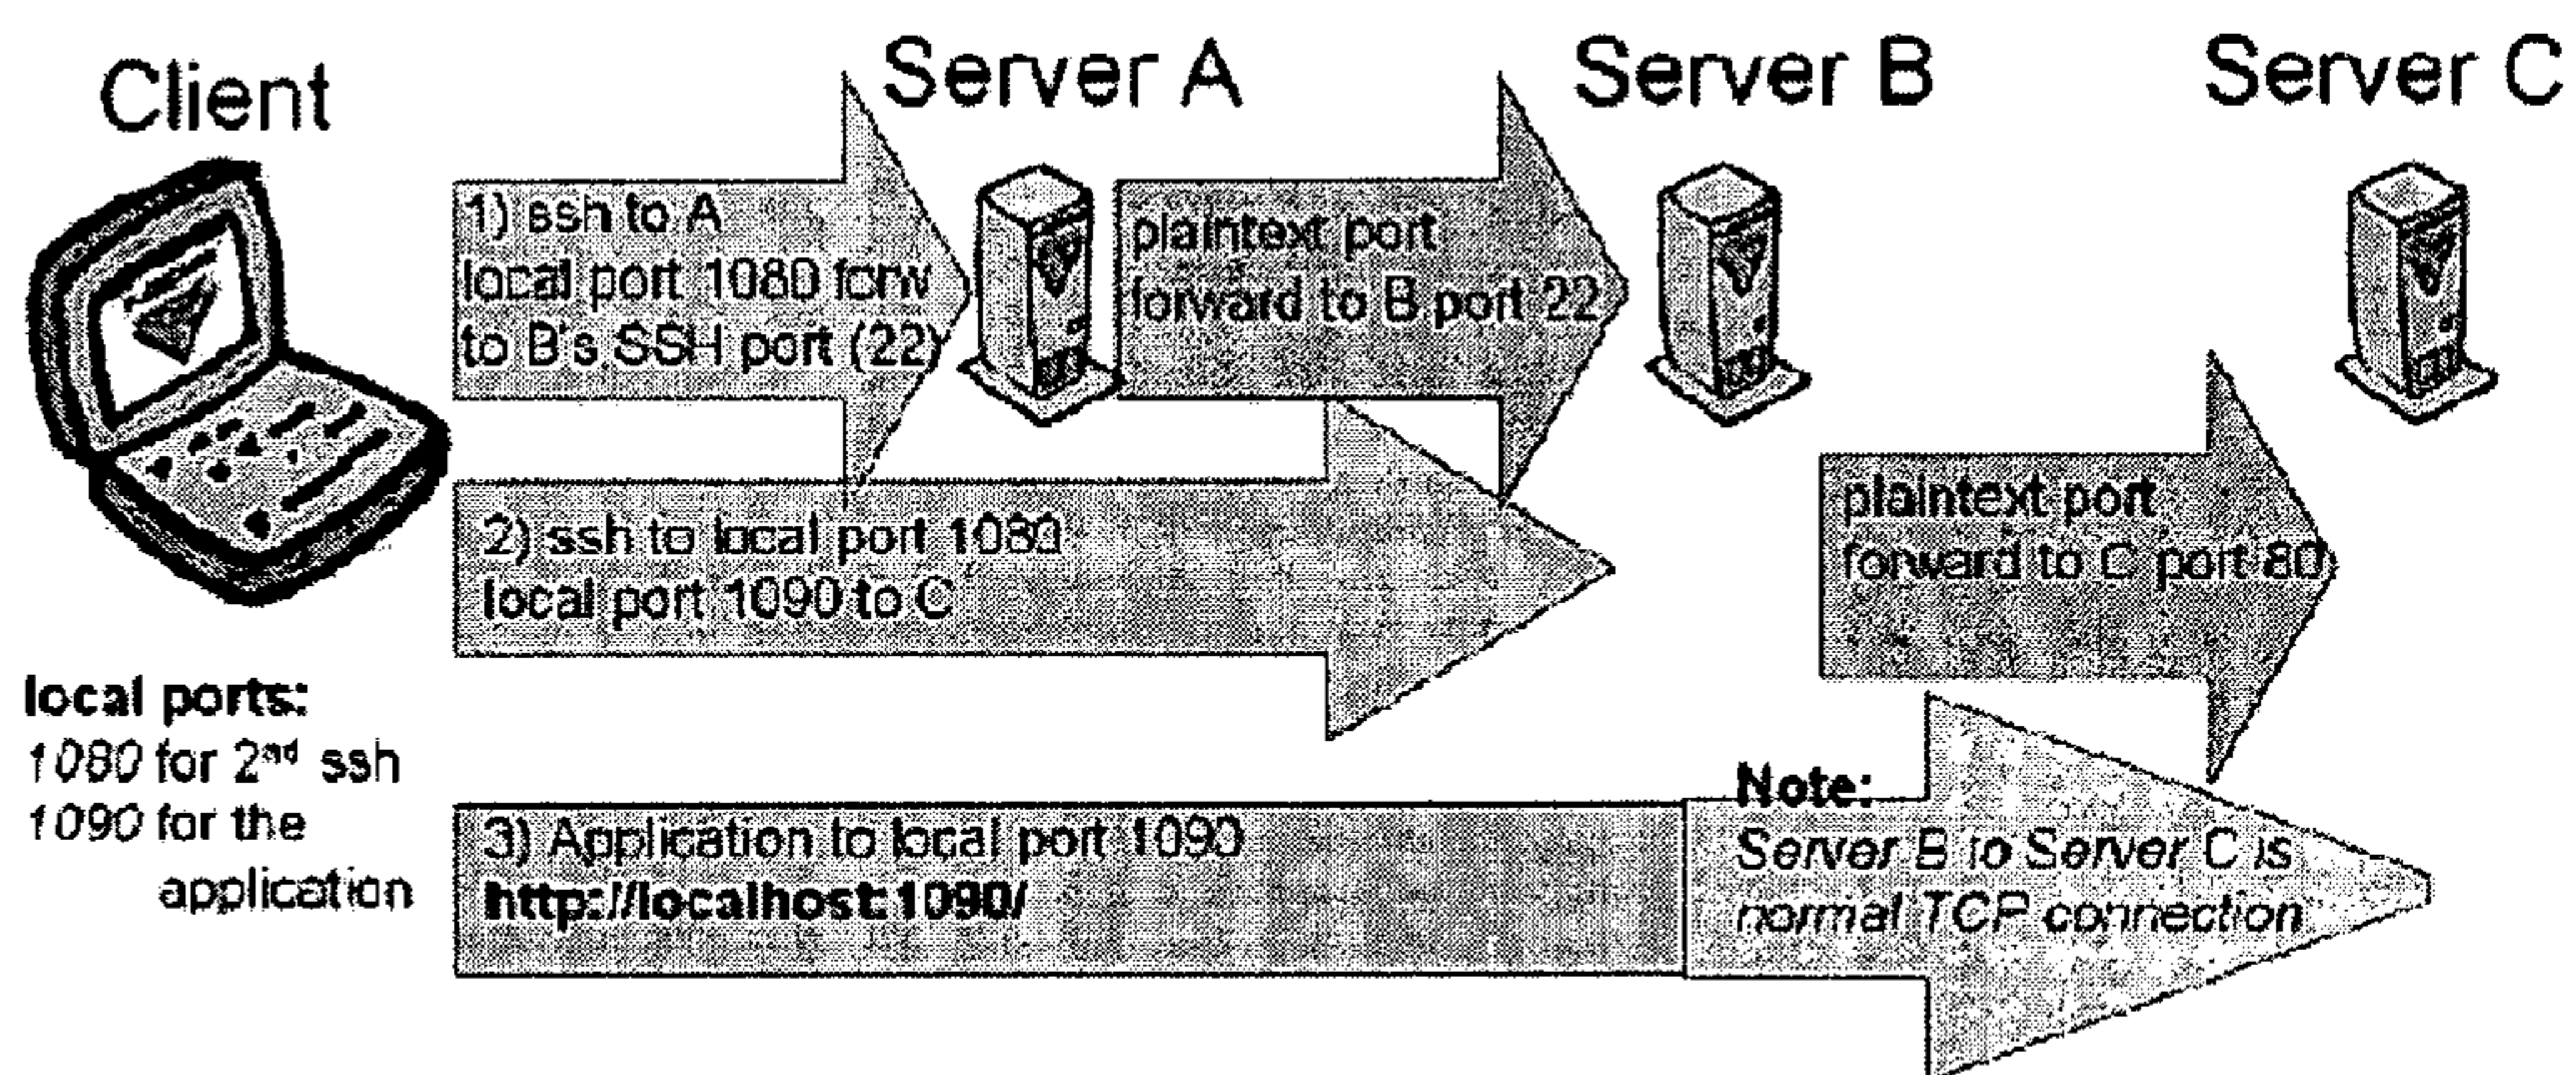 Client
Server A
Server B
Server C
1) ssh to A
local port 1080 forw
to B's SSH port (22)
plaintext port
forward to B port 22
2) ssh to local port 1080
local port 1090 to C
plaintext port
forward to C port 80
local ports:
1080 for 2nd ssh
1090 for the
application
3) Application to local port 1090
http://localhost:1090/
Note:
Server B to Server C is
normal TCP connection